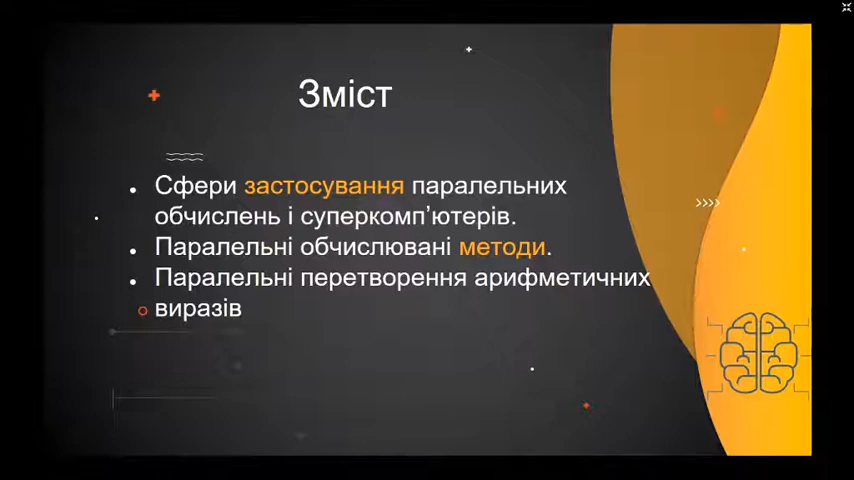 Зміст
Сфери застосування паралельних
обчислень і суперкомп’ютерів.
Паралельні обчислювані методи.
Паралельні перетворення арифметичних
виразів